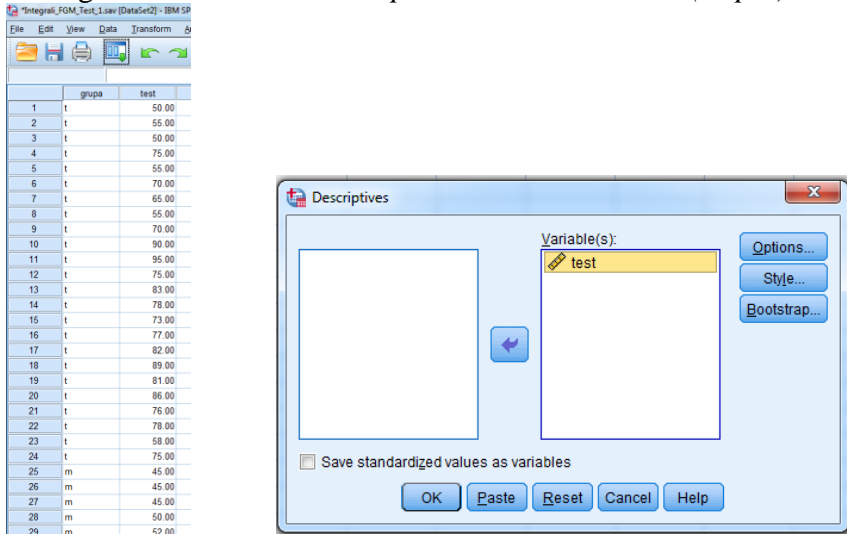 *Integrali_FGM_Test_1.sav [DataSet2] - IBM SP
File Edit View Data Transform
grupa test
1 t 50.00
2 t 55.00
3 t 50.00
4 t 75.00
5 t 55.00
6 t 70.00
7 t 65.00
8 t 55.00
9 t 70.00
10 t 90.00
11 t 95.00
12 t 75.00
13 t 83.00
14 t 78.00
15 t 73.00
16 t 77.00
17 t 82.00
18 t 89.00
19 t 81.00
20 t 86.00
21 t 76.00
22 t 78.00
23 t 58.00
24 t 75.00
25 m 45.00
26 m 45.00
27 m 45.00
28 m 50.00
29 m 52.00
Descriptives
Variable(s):
test
Options...
Style...
Bootstrap...
Save standardized values as variables
OK Paste Reset Cancel Help